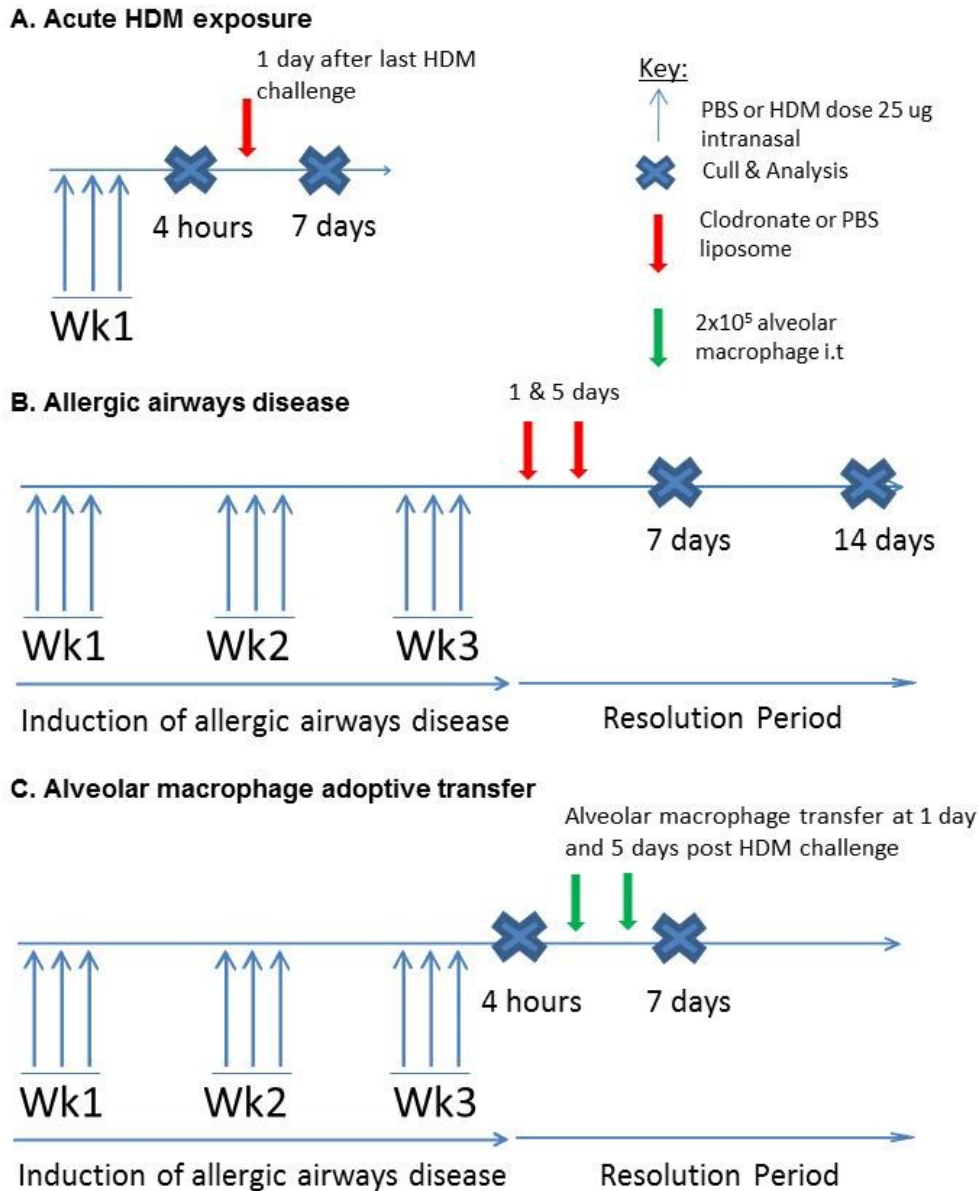 A. Acute HDM exposure
1 day after last HDM
challenge
4 hours
7 days
Wk1
Key:
PBS or HDM dose 25 ug
intranasal
Cull & Analysis
Clodronate or PBS
liposome
2x10⁵ alveolar
macrophage i.t
B. Allergic airways disease
1 & 5 days
7 days
14 days
Wk1
Wk2
Wk3
Induction of allergic airways disease
Resolution Period
C. Alveolar macrophage adoptive transfer
Alveolar macrophage transfer at 1 day
and 5 days post HDM challenge
4 hours
7 days
Wk1
Wk2
Wk3
Induction of allergic airways disease
Resolution Period